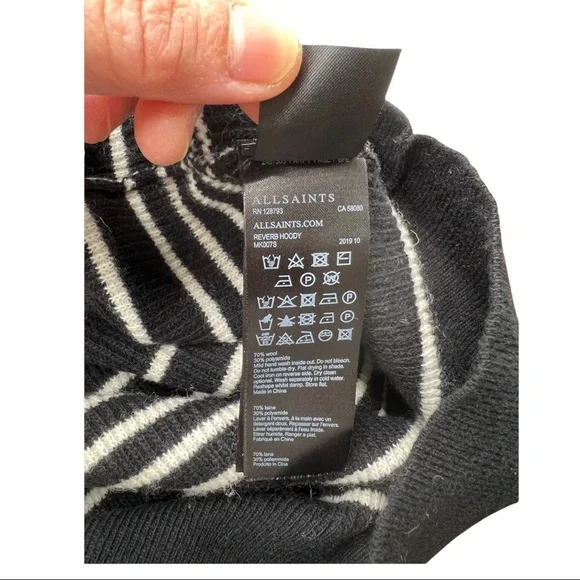 ALLSAINTS
RN 128793 CA 58080
ALLSAINTS.COM
REVERB HOODY
MK007S 2019 10
70% wool
30% polyamide
Mild hand wash inside out. Do not bleach.
Do not tumble dry. Flat drying in shade.
Cool iron on reverse side. Dry clean
optional. Wash separately in cold water.
Reshape whilst damp. Store flat.
Made in China
70% laine
30% polyamide
Laver à l'envers, à la main avec un
détergent doux. Repasser sur l'envers.
Laver séparément à l'eau froide.
Etirer humide. Ranger a plat.
Fabriqué en Chine
70% lana
30% poliammide
Prodotto in Cina